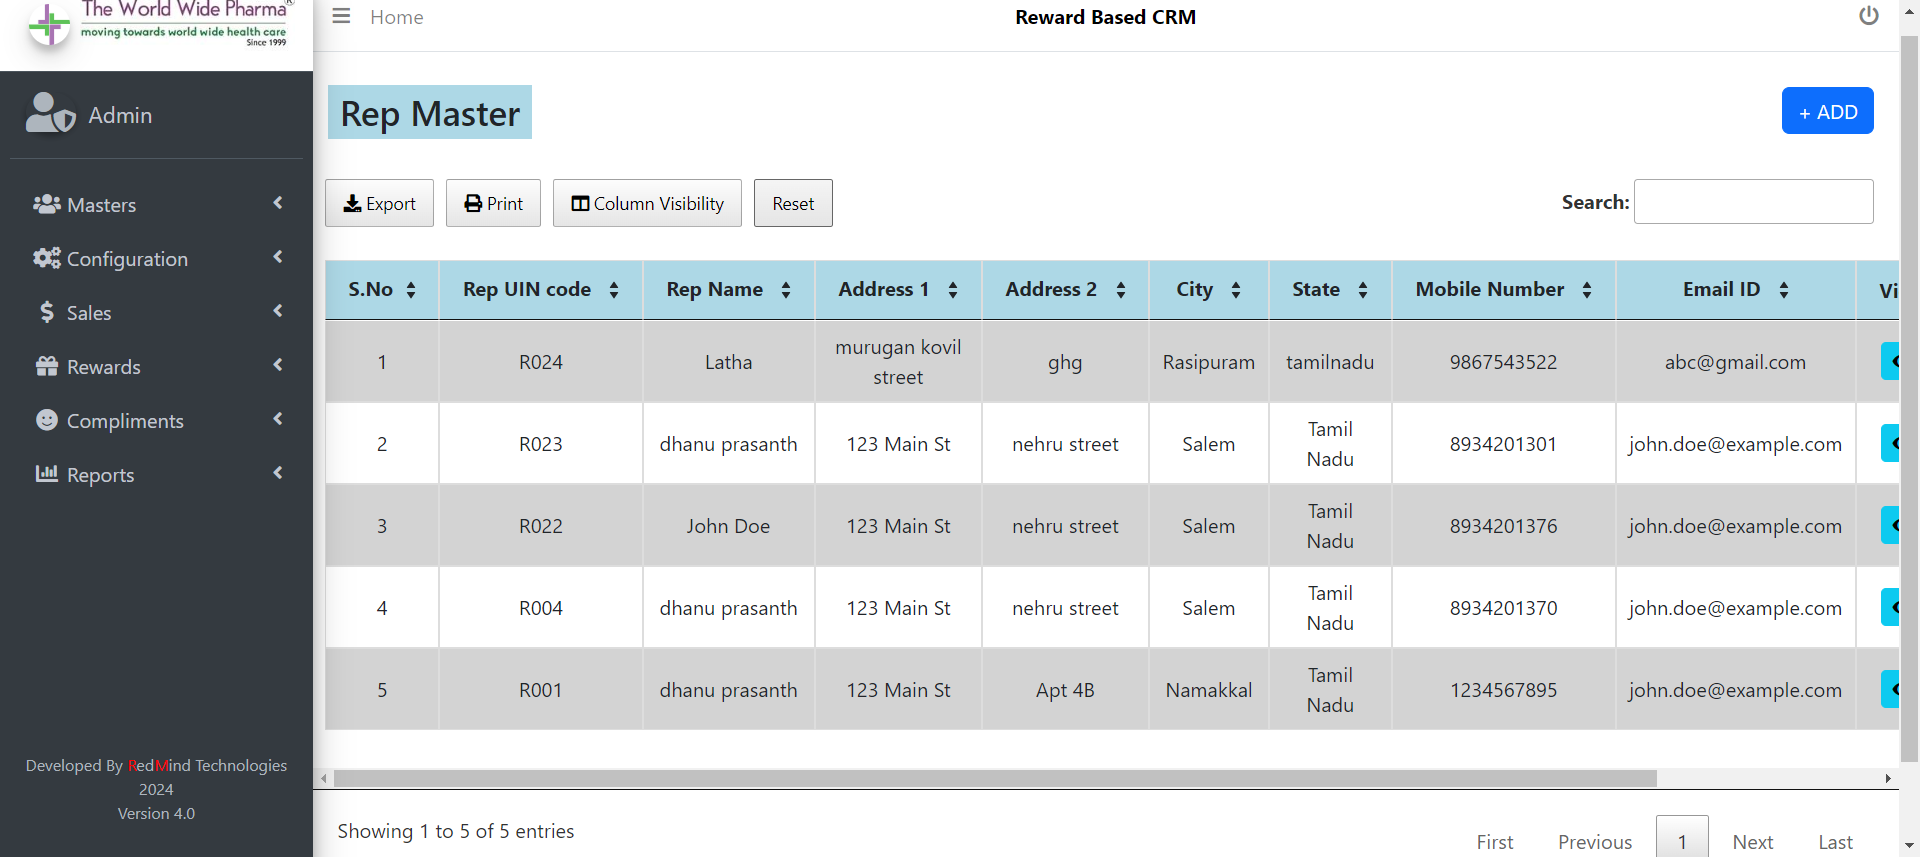 The World Wide Pharma®
moving towards world wide health care
Since 1999
Home
Reward Based CRM
Admin
Masters
Configuration
Sales
Rewards
Compliments
Reports
Developed By RedMind Technologies
2024
Version 4.0
Rep Master
+ ADD
Export Print Column Visibility Reset
Search:
S.No Rep UIN code Rep Name Address 1 Address 2 City State Mobile Number Email ID Vi
1 R024 Latha murugan kovil street ghg Rasipuram tamilnadu 9867543522 abc@gmail.com
2 R023 dhanu prasanth 123 Main St nehru street Salem Tamil Nadu 8934201301 john.doe@example.com
3 R022 John Doe 123 Main St nehru street Salem Tamil Nadu 8934201376 john.doe@example.com
4 R004 dhanu prasanth 123 Main St nehru street Salem Tamil Nadu 8934201370 john.doe@example.com
5 R001 dhanu prasanth 123 Main St Apt 4B Namakkal Tamil Nadu 1234567895 john.doe@example.com
Showing 1 to 5 of 5 entries
First Previous 1 Next Last